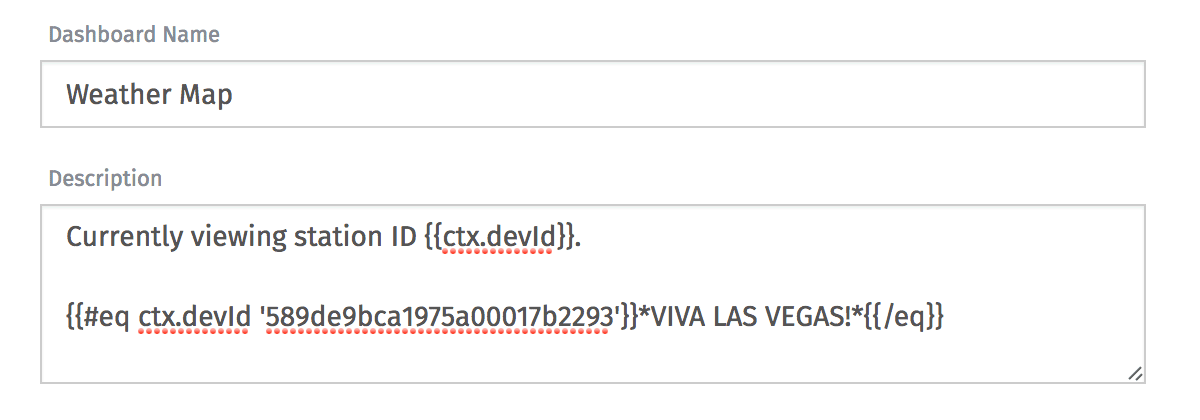 Dashboard Name
Weather Map
Description
Currently viewing station ID {{ctx.devId}}.
{{#eq ctx.devId '589de9bca1975a00017b2293'}}*VIVA LAS VEGAS!*{{/eq}}